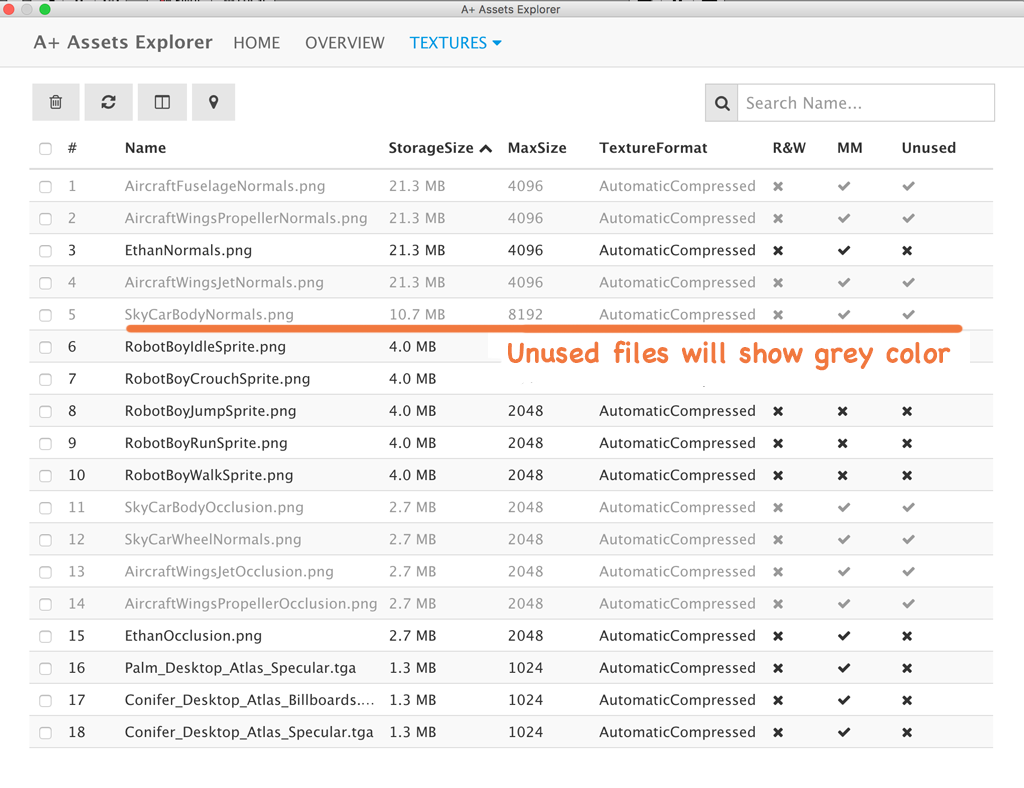 A+ Assets Explorer
A+ Assets Explorer HOME OVERVIEW TEXTURES
Search Name...
# Name StorageSize MaxSize TextureFormat R&W MM Unused
1 AircraftFuselageNormals.png 21.3 MB 4096 AutomaticCompressed
2 AircraftWingsPropellerNormals.png 21.3 MB 4096 AutomaticCompressed
3 EthanNormals.png 21.3 MB 4096 AutomaticCompressed
4 AircraftWingsJetNormals.png 21.3 MB 4096 AutomaticCompressed
5 SkyCarBodyNormals.png 10.7 MB 8192 AutomaticCompressed
6 RobotBoyIdleSprite.png 4.0 MB
Unused files will show grey color
7 RobotBoyCrouchSprite.png 4.0 MB
8 RobotBoyJumpSprite.png 4.0 MB 2048 AutomaticCompressed
9 RobotBoyRunSprite.png 4.0 MB 2048 AutomaticCompressed
10 RobotBoyWalkSprite.png 4.0 MB 2048 AutomaticCompressed
11 SkyCarBodyOcclusion.png 2.7 MB 2048 AutomaticCompressed
12 SkyCarWheelNormals.png 2.7 MB 2048 AutomaticCompressed
13 AircraftWingsJetOcclusion.png 2.7 MB 2048 AutomaticCompressed
14 AircraftWingsPropellerOcclusion.png 2.7 MB 2048 AutomaticCompressed
15 EthanOcclusion.png 2.7 MB 2048 AutomaticCompressed
16 Palm_Desktop_Atlas_Specular.tga 1.3 MB 1024 AutomaticCompressed
17 Conifer_Desktop_Atlas_Billboards.... 1.3 MB 1024 AutomaticCompressed
18 Conifer_Desktop_Atlas_Specular.tga 1.3 MB 1024 AutomaticCompressed